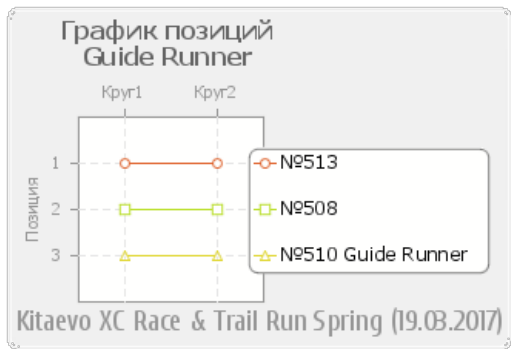 График позиций
Guide Runner
Круг1 Круг2
Позиция
1
2
3
№513
№508
№510 Guide Runner
Kitaevo XC Race & Trail Run Spring (19.03.2017)